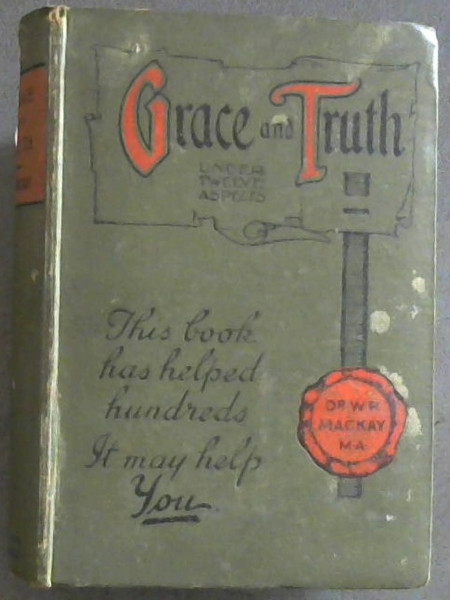 Grace and Truth
UNDER
TWELVE
ASPECTS
This book
has helped
hundreds
It may help
You
DR W.P.
MACKAY
M.A.